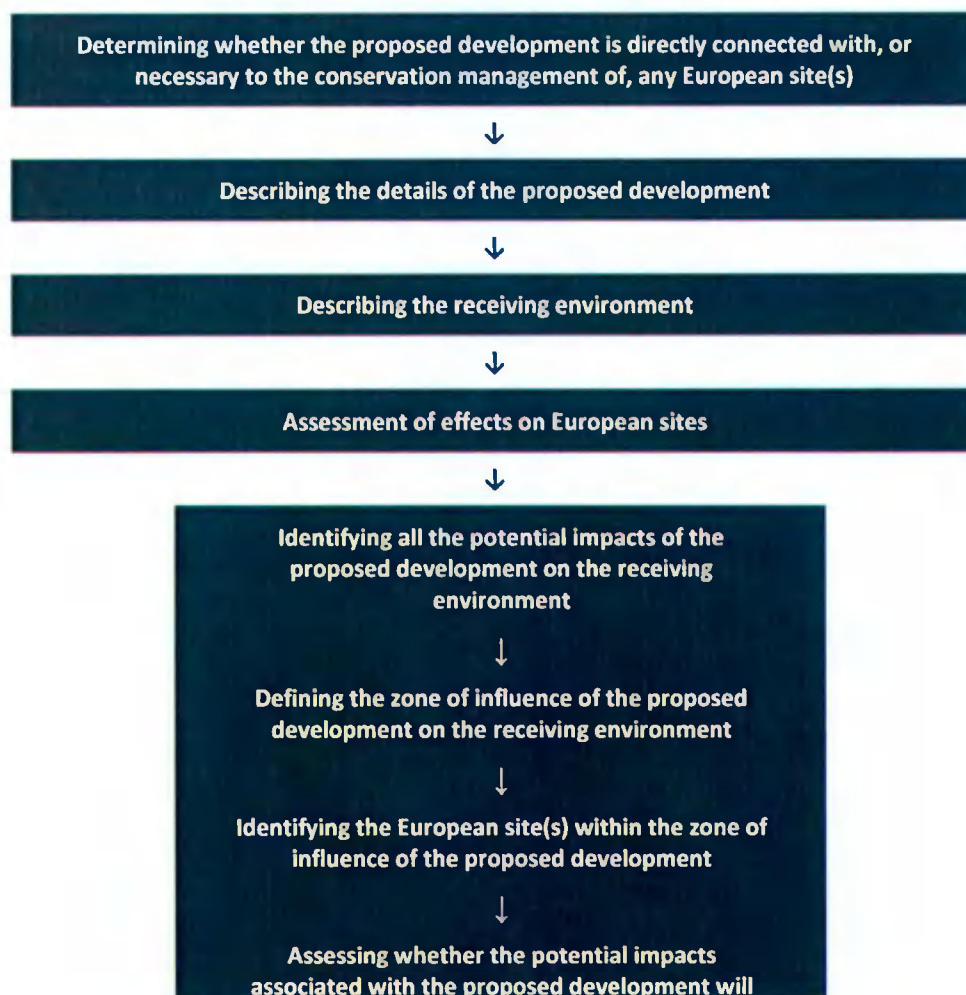 Determining whether the proposed development is directly connected with, or
necessary to the conservation management of, any European site(s)
↓
Describing the details of the proposed development
↓
Describing the receiving environment
↓
Assessment of effects on European sites
↓
Identifying all the potential impacts of the
proposed development on the receiving
environment
↓
Defining the zone of influence of the proposed
development on the receiving environment
↓
Identifying the European site(s) within the zone of
influence of the proposed development
↓
Assessing whether the potential impacts
associated with the proposed development will